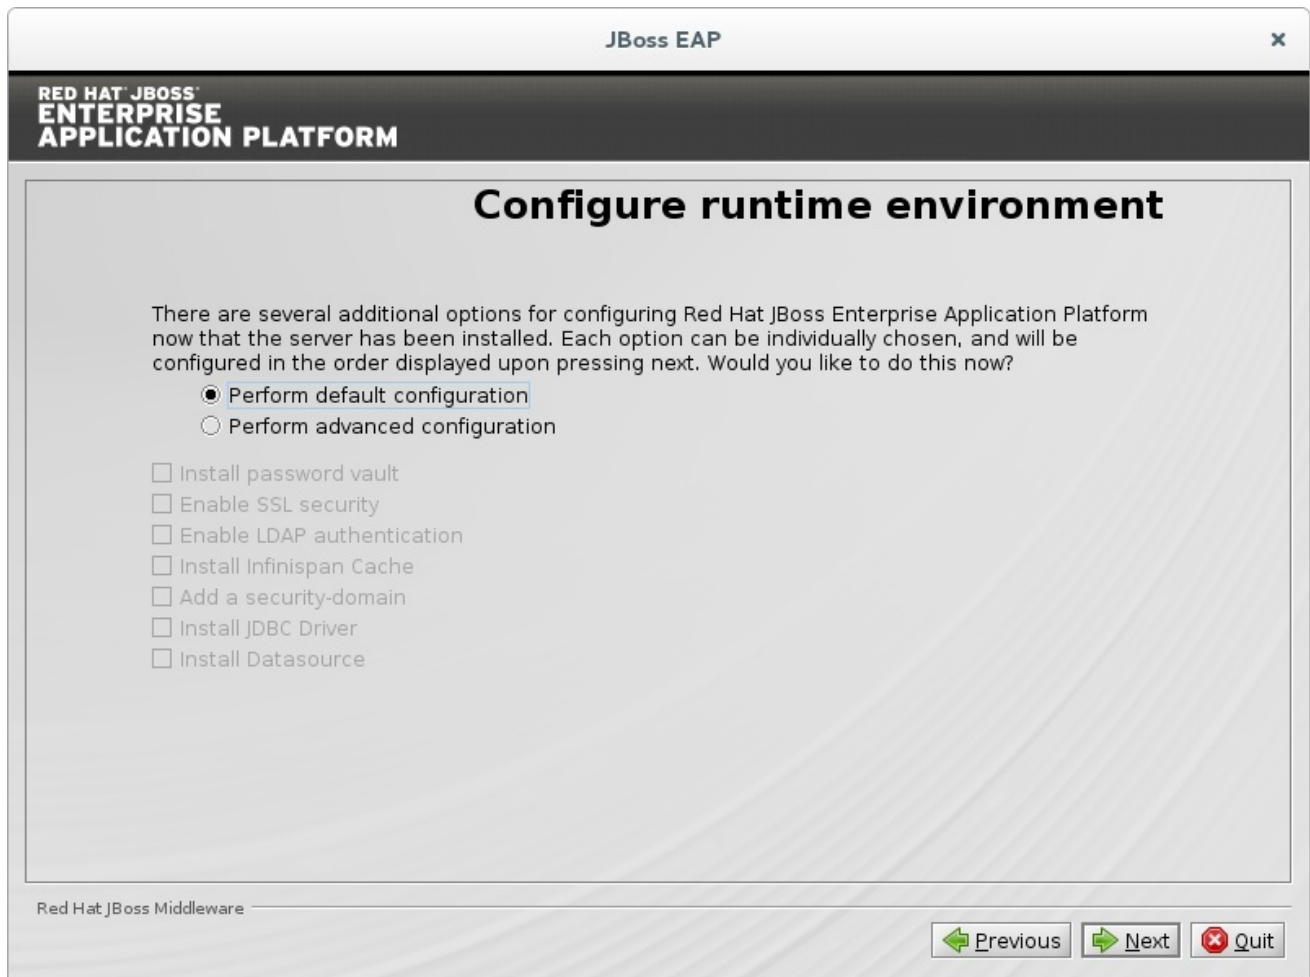 JBoss EAP
RED HAT JBOSS
ENTERPRISE
APPLICATION PLATFORM
Configure runtime environment
There are several additional options for configuring Red Hat JBoss Enterprise Application Platform
now that the server has been installed. Each option can be individually chosen, and will be
configured in the order displayed upon pressing next. Would you like to do this now?
Perform default configuration
Perform advanced configuration
Install password vault
Enable SSL security
Enable LDAP authentication
Install Infinispan Cache
Add a security-domain
Install JDBC Driver
Install Datasource
Red Hat JBoss Middleware
Previous
Next
Quit